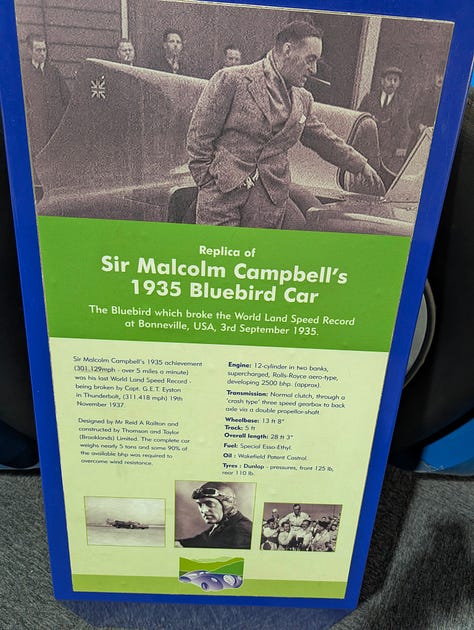 Replica of
Sir Malcolm Campbell's
1935 Bluebird Car
The Bluebird which broke the World Land Speed Record
at Bonneville, USA, 3rd September 1935.
Sir Malcolm Campbell's 1935 achievement
(301.129mph - over 5 miles a minute)
was his last World Land Speed Record -
being broken by Capt. G.E.T. Eyston
in Thunderbolt, (311.418 mph) 19th
November 1937.
Designed by Mr Reid A Railton and
constructed by Thomson and Taylor
(Brooklands) Limited. The complete car
weighs nearly 5 tons and some 90% of
the available bhp was required to
overcome wind resistance.
Engine: 12-cylinder in two banks,
supercharged, Rolls-Royce aero-type,
developing 2500 bhp. (approx).
Transmission: Normal clutch, through a
'crash type' three speed gearbox to back
axle via a double propellor-shaft
Wheelbase: 13 ft 8"
Track: 5 ft
Overall length: 28 ft 3"
Fuel: Special Esso-Ethyl.
Oil : Wakefield Patent Castrol.
Tyres : Dunlop - pressures, front 125 lb,
rear 110 lb.